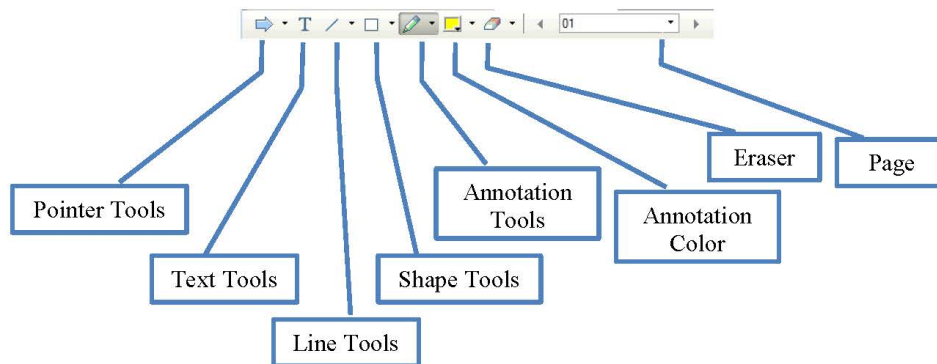 T
01
Eraser
Page
Pointer Tools
Annotation
Tools
Annotation
Color
Text Tools
Shape Tools
Line Tools